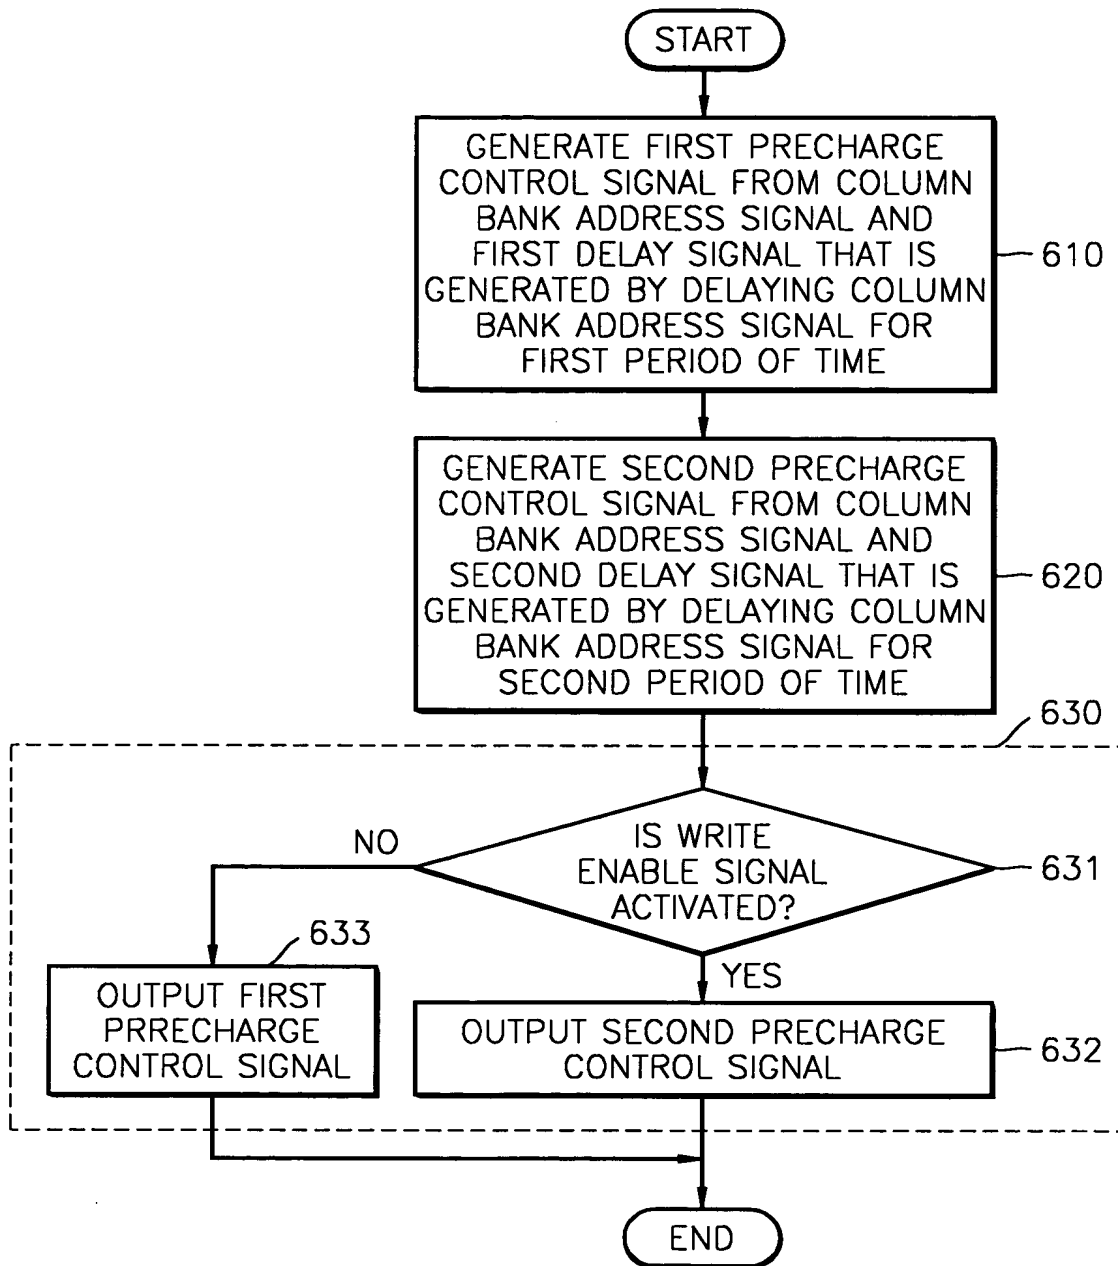 START
GENERATE FIRST PRECHARGE
CONTROL SIGNAL FROM COLUMN
BANK ADDRESS SIGNAL AND
FIRST DELAY SIGNAL THAT IS
GENERATED BY DELAYING COLUMN
BANK ADDRESS SIGNAL FOR
FIRST PERIOD OF TIME
610
GENERATE SECOND PRECHARGE
CONTROL SIGNAL FROM COLUMN
BANK ADDRESS SIGNAL AND
SECOND DELAY SIGNAL THAT IS
GENERATED BY DELAYING COLUMN
BANK ADDRESS SIGNAL FOR
SECOND PERIOD OF TIME
620
630
IS WRITE
ENABLE SIGNAL
ACTIVATED?
631
NO
YES
633
OUTPUT FIRST
PRRECHARGE
CONTROL SIGNAL
OUTPUT SECOND PRECHARGE
CONTROL SIGNAL
632
END